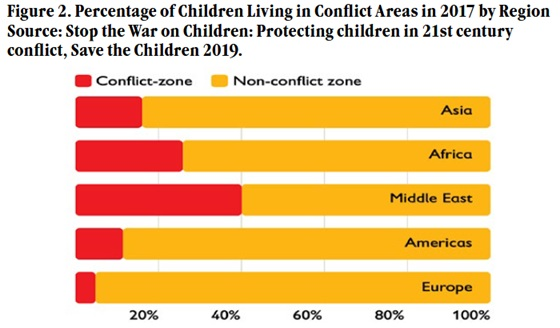 Figure 2. Percentage of Children Living in Conflict Areas in 2017 by Region
Source: Stop the War on Children: Protecting children in 21st century
conflict, Save the Children 2019.
Conflict-zone Non-conflict zone
Asia
Africa
Middle East
Americas
Europe
20% 40% 60% 80% 100%